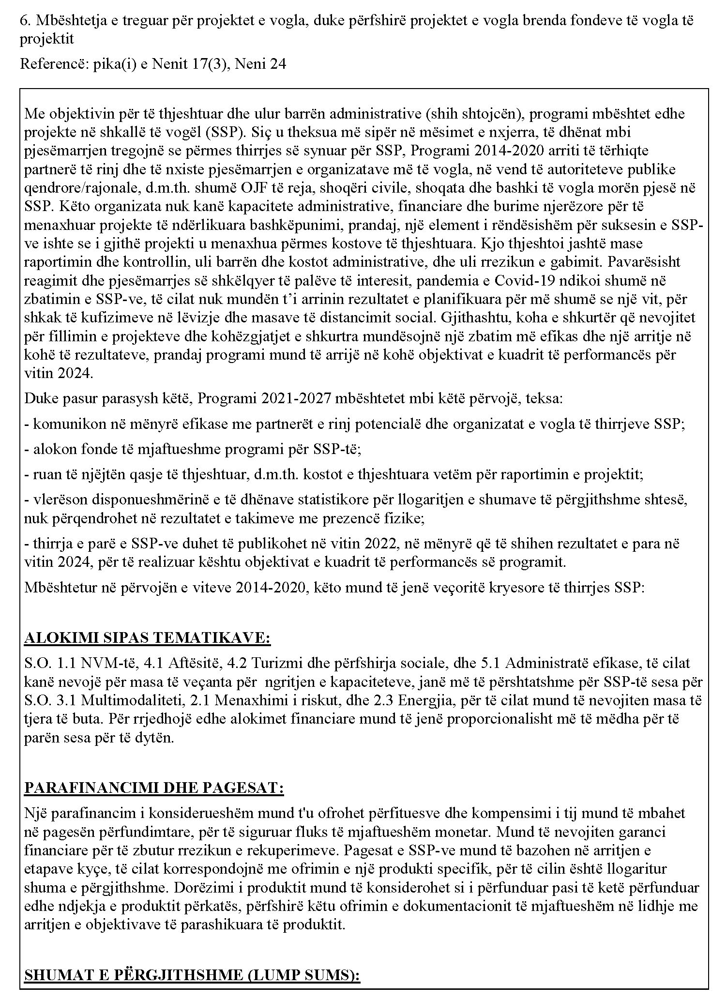 6. Mbështetja e treguar për projektet e vogla, duke përfshirë projektet e vogla brenda fondeve të vogla të
projektit
Referencë: pika(i) e Nenit 17(3), Neni 24
Me objektivin për të thjeshtuar dhe ulur barrën administrative (shih shtojcën), programi mbështet edhe
projekte në shkallë të vogël (SSP). Siç u theksua më sipër në mësimet e nxjerra, të dhënat mbi
pjesëmarrjen tregojnë se përmes thirrjes së synuar për SSP, Programi 2014-2020 arriti të tërhiqte
partnerë të rinj dhe të nxiste pjesëmarrjen e organizatave më të vogla, në vend të autoriteteve publike
qendrore/rajonale, d.m.th. shumë OJF të reja, shoqëri civile, shoqata dhe bashki të vogla morën pjesë në
SSP. Këto organizata nuk kanë kapacitete administrative, financiare dhe burime njerëzore për të
menaxhuar projekte të ndërlikuara bashkëpunimi, prandaj, një element i rëndësishëm për suksesin e SSP-
ve ishte se i gjithë projekti u menaxhua përmes kostove të thjeshtuara. Kjo thjeshtoi jashtë mase
raportimin dhe kontrollin, uli barrën dhe kostot administrative, dhe uli rrezikun e gabimit. Pavarësisht
reagimit dhe pjesëmarrjes së shkëlqyer të palëve të interesit, pandemia e Covid-19 ndikoi shumë në
zbatimin e SSP-ve, të cilat nuk mundën t’i arrinin rezultatet e planifikuara për më shumë se një vit, për
shkak të kufizimeve në lëvizje dhe masave të distancimit social. Gjithashtu, koha e shkurtër që nevojitet
për fillimin e projekteve dhe kohëzgjatjet e shkurtra mundësojnë një zbatim më efikas dhe një arritje në
kohë të rezultateve, prandaj programi mund të arrijë në kohë objektivat e kuadrit të performancës për
vitin 2024.
Duke pasur parasysh këtë, Programi 2021-2027 mbështetet mbi këtë përvojë, teksa:
- komunikon në mënyrë efikase me partnerët e rinj potencialë dhe organizatat e vogla të thirrjeve SSP;
- alokon fonde të mjaftueshme programi për SSP-të;
- ruan të njëjtën qasje të thjeshtuar, d.m.th. kostot e thjeshtuara vetëm për raportimin e projektit;
- vlerëson disponueshmërinë e të dhënave statistikore për llogaritjen e shumave të përgjithshme shtesë,
nuk përqendrohet në rezultatet e takimeve me prezencë fizike;
- thirrja e parë e SSP-ve duhet të publikohet në vitin 2022, në mënyrë që të shihen rezultatet e para në
vitin 2024, për të realizuar kështu objektivat e kuadrit të performancës së programit.
Mbështetur në përvojën e viteve 2014-2020, këto mund të jenë veçoritë kryesore të thirrjes SSP:
ALOKIMI SIPAS TEMATIKAVE:
S.O. 1.1 NVM-të, 4.1 Aftësitë, 4.2 Turizmi dhe përfshirja sociale, dhe 5.1 Administratë efikase, të cilat
kanë nevojë për masa të veçanta për  ngritjen e kapaciteteve, janë më të përshtatshme për SSP-të sesa për
S.O. 3.1 Multimodaliteti, 2.1 Menaxhimi i riskut, dhe 2.3 Energjia, për të cilat mund të nevojiten masa të
tjera të buta. Për rrjedhojë edhe alokimet financiare mund të jenë proporcionalisht më të mëdha për të
parën sesa për të dytën.
PARAFINANCIMI DHE PAGESAT:
Një parafinancim i konsiderueshëm mund t'u ofrohet përfituesve dhe kompensimi i tij mund të mbahet
në pagesën përfundimtare, për të siguruar fluks të mjaftueshëm monetar. Mund të nevojiten garanci
financiare për të zbutur rrezikun e rekuperimeve. Pagesat e SSP-ve mund të bazohen në arritjen e
etapave kyçe, të cilat korrespondojnë me ofrimin e një produkti specifik, për të cilin është llogaritur
shuma e përgjithshme. Dorëzimi i produktit mund të konsiderohet si i përfunduar pasi të ketë përfunduar
edhe ndjekja e produktit përkatës, përfshirë këtu ofrimin e dokumentacionit të mjaftueshëm në lidhje me
arritjen e objektivave të parashikuara të produktit.
SHUMAT E PËRGJITHSHME (LUMP SUMS):